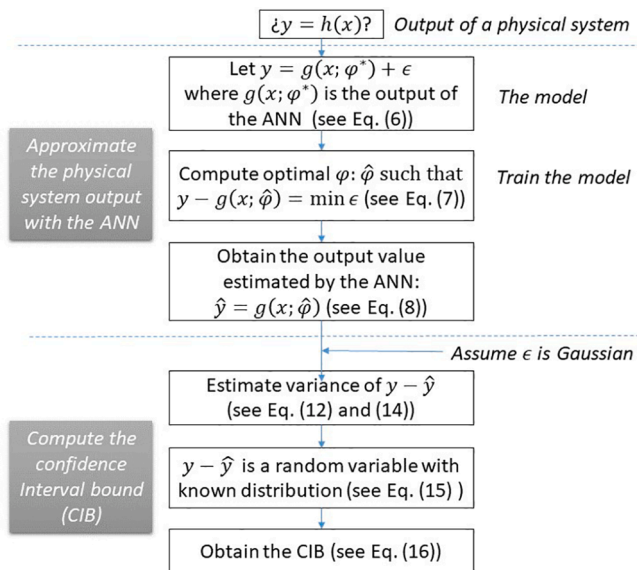 ¿y = h(x)?
Output of a physical system
Let y = g(x; φ*) + ϵ
where g(x; φ*) is the output of
the ANN (see Eq. (6))
The model
Approximate
the physical
system output
with the ANN
Compute optimal φ: φ̂ such that
y − g(x; φ̂) = min ϵ (see Eq. (7))
Train the model
Obtain the output value
estimated by the ANN:
ŷ = g(x; φ̂) (see Eq. (8))
Assume ϵ is Gaussian
Estimate variance of y − ŷ
(see Eq. (12) and (14))
Compute the
confidence
Interval bound
(CIB)
y − ŷ is a random variable with
known distribution (see Eq. (15) )
Obtain the CIB (see Eq. (16))